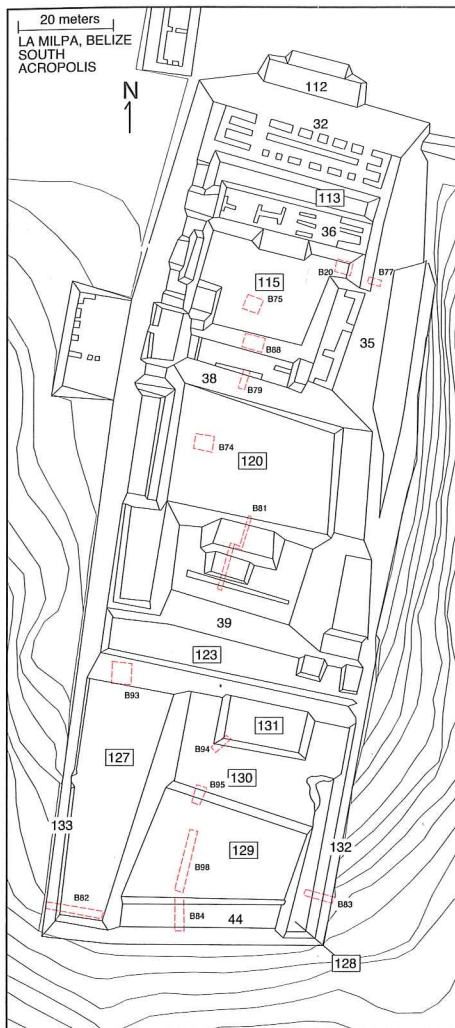 20 meters
LA MILPA, BELIZE
SOUTH
ACROPOLIS
N
112
32
113
36
B20
B77
115
B75
35
B88
38
B79
B74
120
B81
39
123
B93
131
B94
127
130
B95
133
129
132
B98
B82
B83
B84
44
128